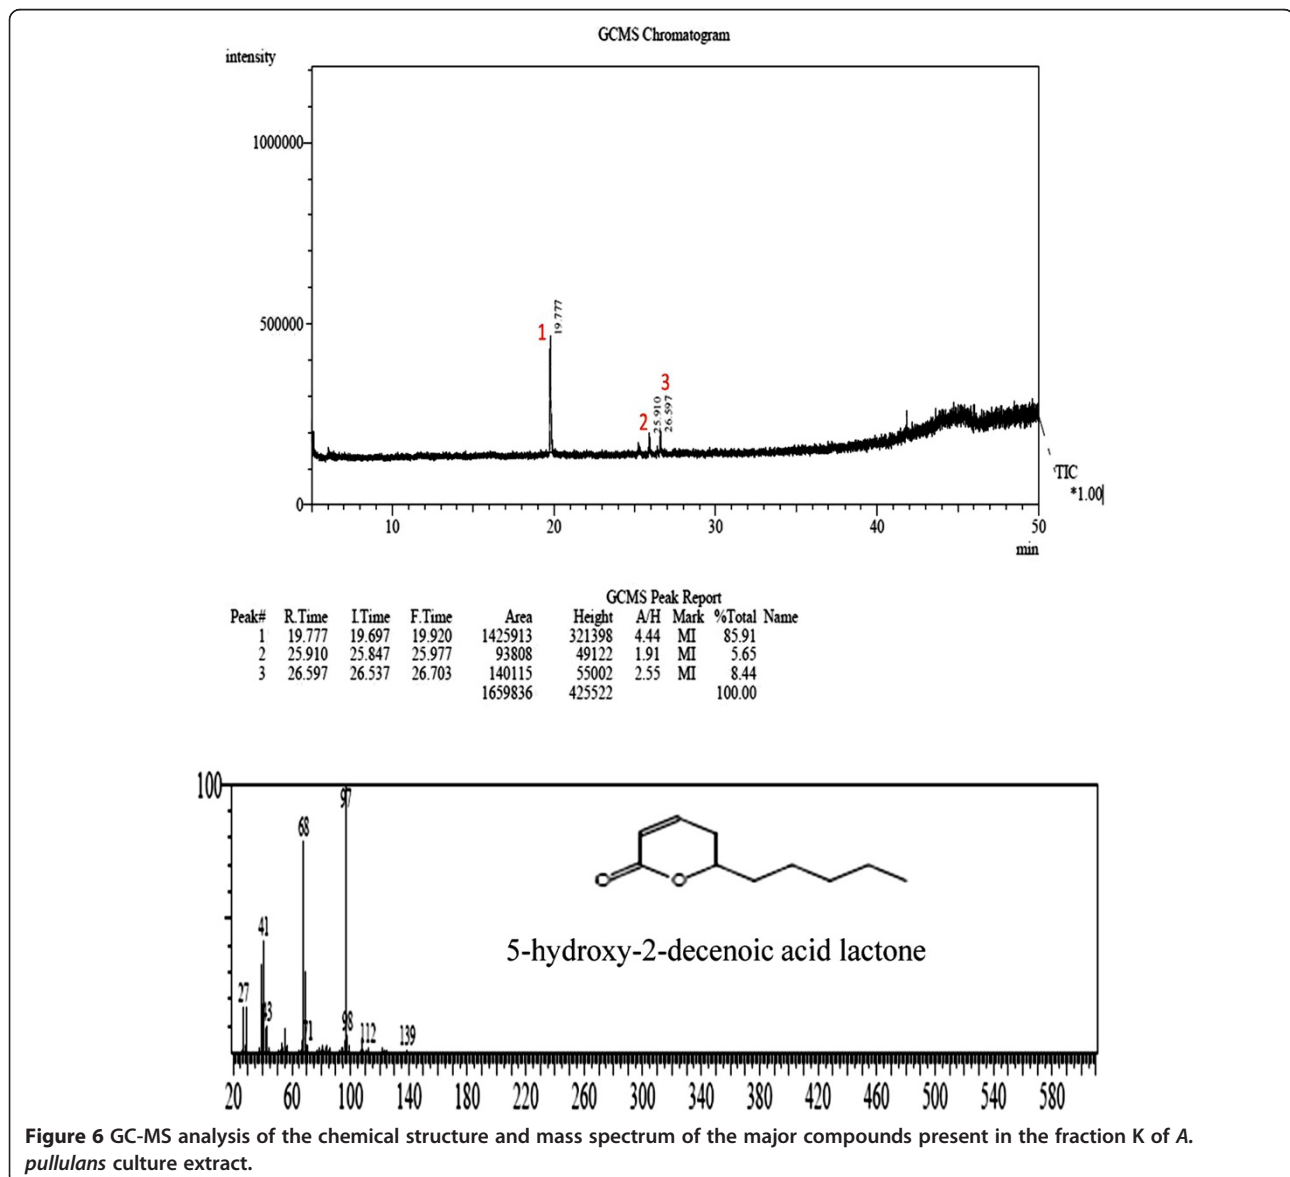 GCMS Chromatogram
intensity
1000000
500000
0
1
19.777
2
25.910
3
26.597
TIC
*1.00
10 20 30 40 50
min
GCMS Peak Report
Peak# R.Time I.Time F.Time Area Height A/H Mark %Total Name
1 19.777 19.697 19.920 1425913 321398 4.44 MI 85.91
2 25.910 25.847 25.977 93808 49122 1.91 MI 5.65
3 26.597 26.537 26.703 140115 55002 2.55 MI 8.44
1659836 425522 100.00
100
97
68
41
27
43
71
98
112
139
O O
5-hydroxy-2-decenoic acid lactone
20 60 100 140 180 220 260 300 340 380 420 460 500 540 580
Figure 6 GC-MS analysis of the chemical structure and mass spectrum of the major compounds present in the fraction K of A.
pullulans culture extract.